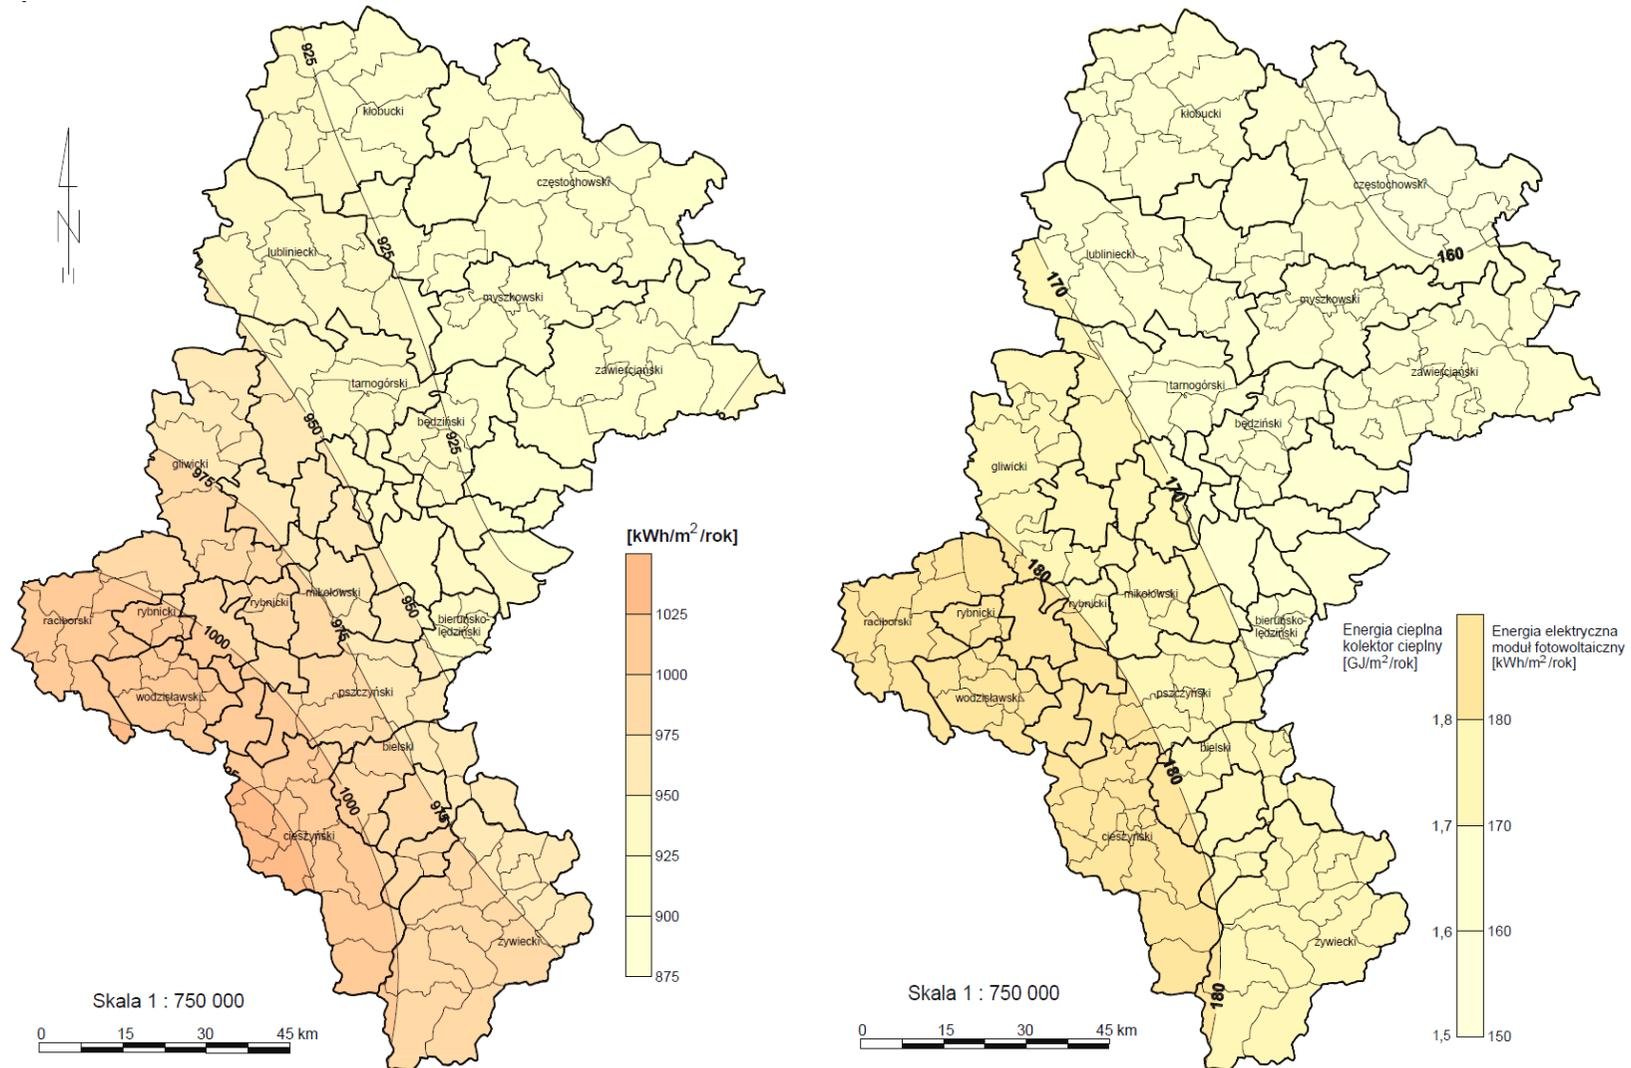 925
kłobucki
częstochowski
925
lubliniecki
myszkowski
zawierciański
tarnogórski
będziński
950
925
gliwicki
975
mikołowski
rybnicki
rybnicki
raciborski
950
975
1000
bieruńsko-
lędziński
pszczyński
wodzisławski
bielski
1000
975
cieszyński
żywiecki
N
[kWh/m²/rok]
1025
1000
975
950
925
900
875
Skala 1 : 750 000
0 15 30 45 km
kłobucki
częstochowski
160
lubliniecki
170
myszkowski
zawierciański
tarnogórski
będziński
gliwicki
170
180
mikołowski
rybnicki
rybnicki
raciborski
bieruńsko-
lędziński
pszczyński
wodzisławski
bielski
180
cieszyński
żywiecki
180
Energia cieplna
kolektor cieplny
[GJ/m²/rok]
Energia elektryczna
moduł fotowoltaiczny
[kWh/m²/rok]
1,8 180
1,7 170
1,6 160
1,5 150
Skala 1 : 750 000
0 15 30 45 km